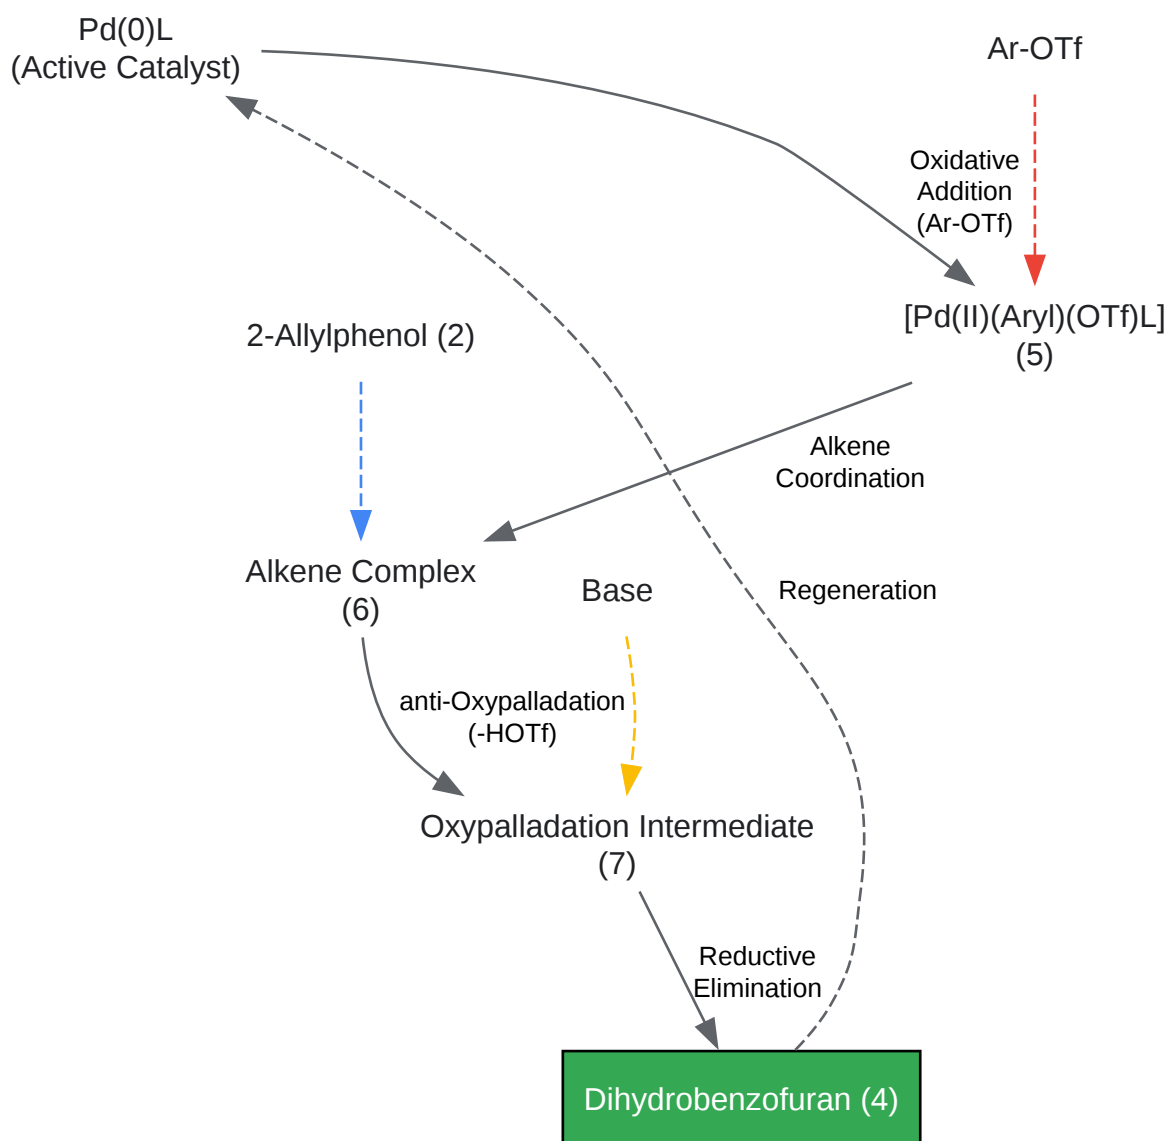 Pd(0)L
(Active Catalyst)
Ar-OTf
Oxidative
Addition
(Ar-OTf)
[Pd(II)(Aryl)(OTf)L]
(5)
2-Allylphenol (2)
Alkene
Coordination
Alkene Complex
(6)
Base
Regeneration
anti-Oxypalladation
(-HOTf)
Oxypalladation Intermediate
(7)
Reductive
Elimination
Dihydrobenzofuran (4)